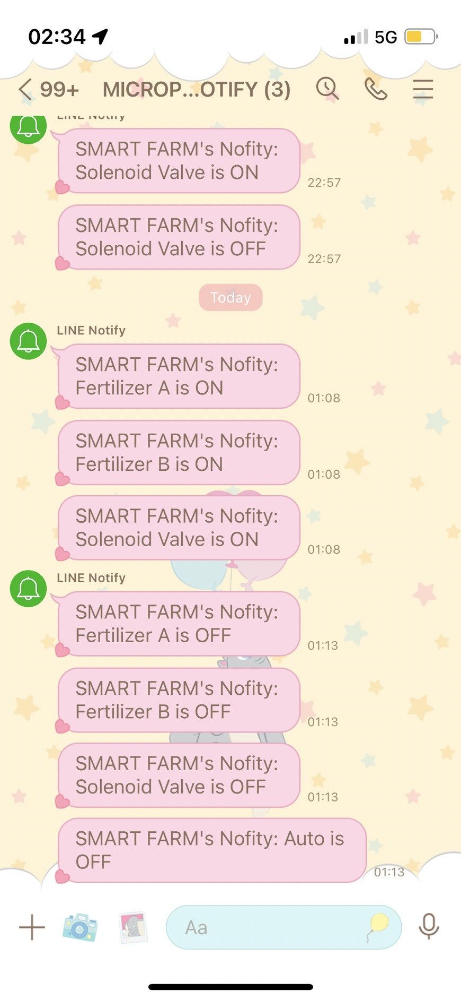 02:34
5G
99+
MICROP...OTIFY (3)
LINE Notify
SMART FARM's Nofity:
Solenoid Valve is ON
22:57
SMART FARM's Nofity:
Solenoid Valve is OFF
22:57
Today
LINE Notify
SMART FARM's Nofity:
Fertilizer A is ON
01:08
SMART FARM's Nofity:
Fertilizer B is ON
01:08
SMART FARM's Nofity:
Solenoid Valve is ON
01:08
LINE Notify
SMART FARM's Nofity:
Fertilizer A is OFF
01:13
SMART FARM's Nofity:
Fertilizer B is OFF
01:13
SMART FARM's Nofity:
Solenoid Valve is OFF
01:13
SMART FARM's Nofity: Auto is
OFF
01:13
Aa